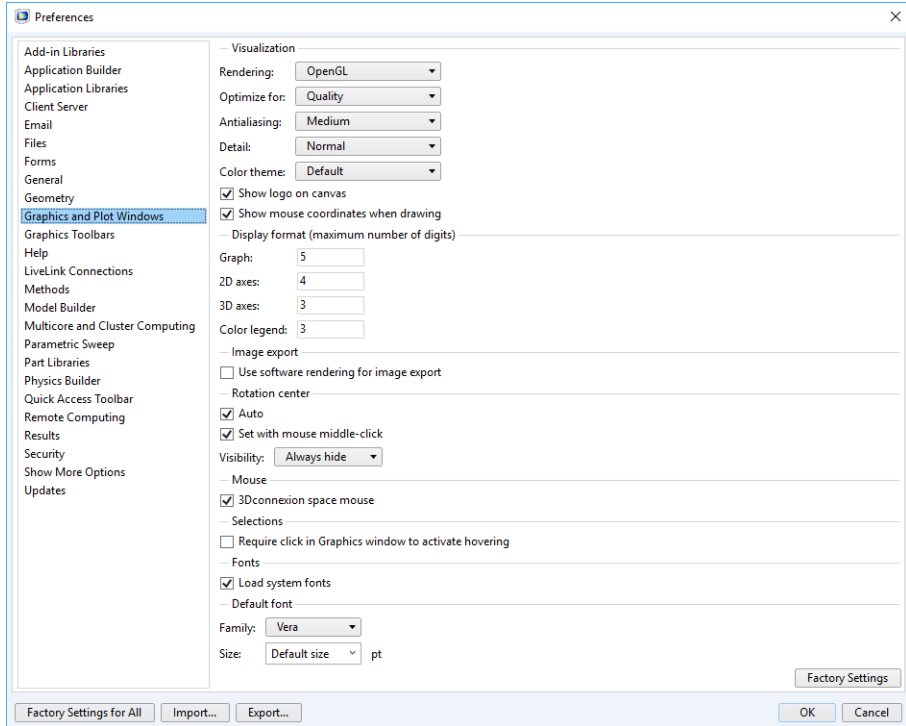 Preferences
Add-in Libraries
Application Builder
Application Libraries
Client Server
Email
Files
Forms
General
Geometry
Graphics and Plot Windows
Graphics Toolbars
Help
LiveLink Connections
Methods
Model Builder
Multicore and Cluster Computing
Parametric Sweep
Part Libraries
Physics Builder
Quick Access Toolbar
Remote Computing
Results
Security
Show More Options
Updates
Visualization
Rendering: OpenGL
Optimize for: Quality
Antialiasing: Medium
Detail: Normal
Color theme: Default
Show logo on canvas
Show mouse coordinates when drawing
Display format (maximum number of digits)
Graph: 5
2D axes: 4
3D axes: 3
Color legend: 3
Image export
Use software rendering for image export
Rotation center
Auto
Set with mouse middle-click
Visibility: Always hide
Mouse
3Dconnexion space mouse
Selections
Require click in Graphics window to activate hovering
Fonts
Load system fonts
Default font
Family: Vera
Size: Default size pt
Factory Settings
Factory Settings for All Import... Export... OK Cancel